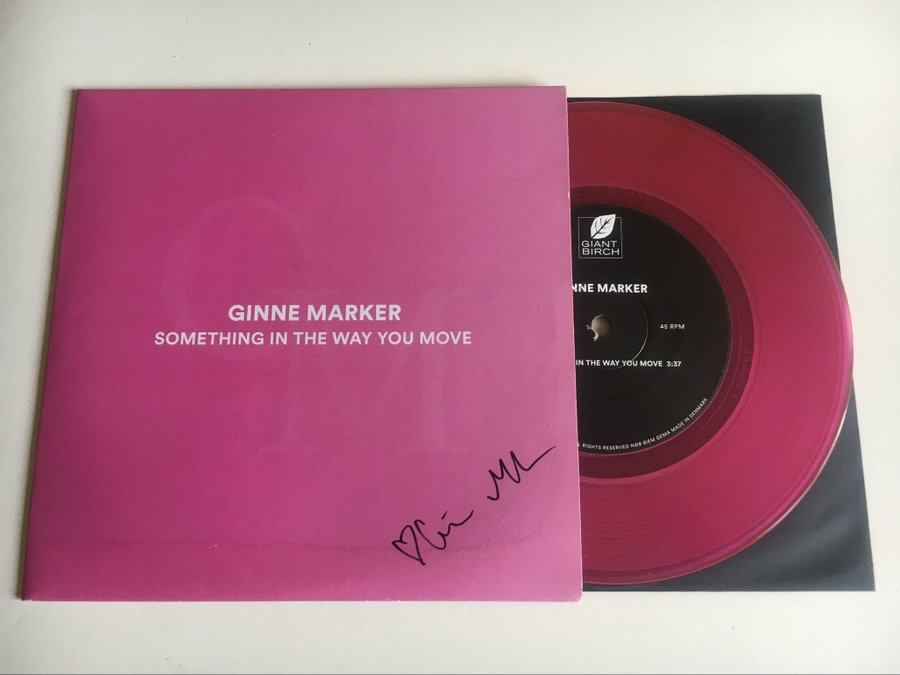 GINNE MARKER
SOMETHING IN THE WAY YOU MOVE
GM
GIANT
BIRCH
NNE MARKER
45 RPM
IN THE WAY YOU MOVE 3:37
RIGHTS RESERVED NCB BIEM GEMA MADE IN DENMARK